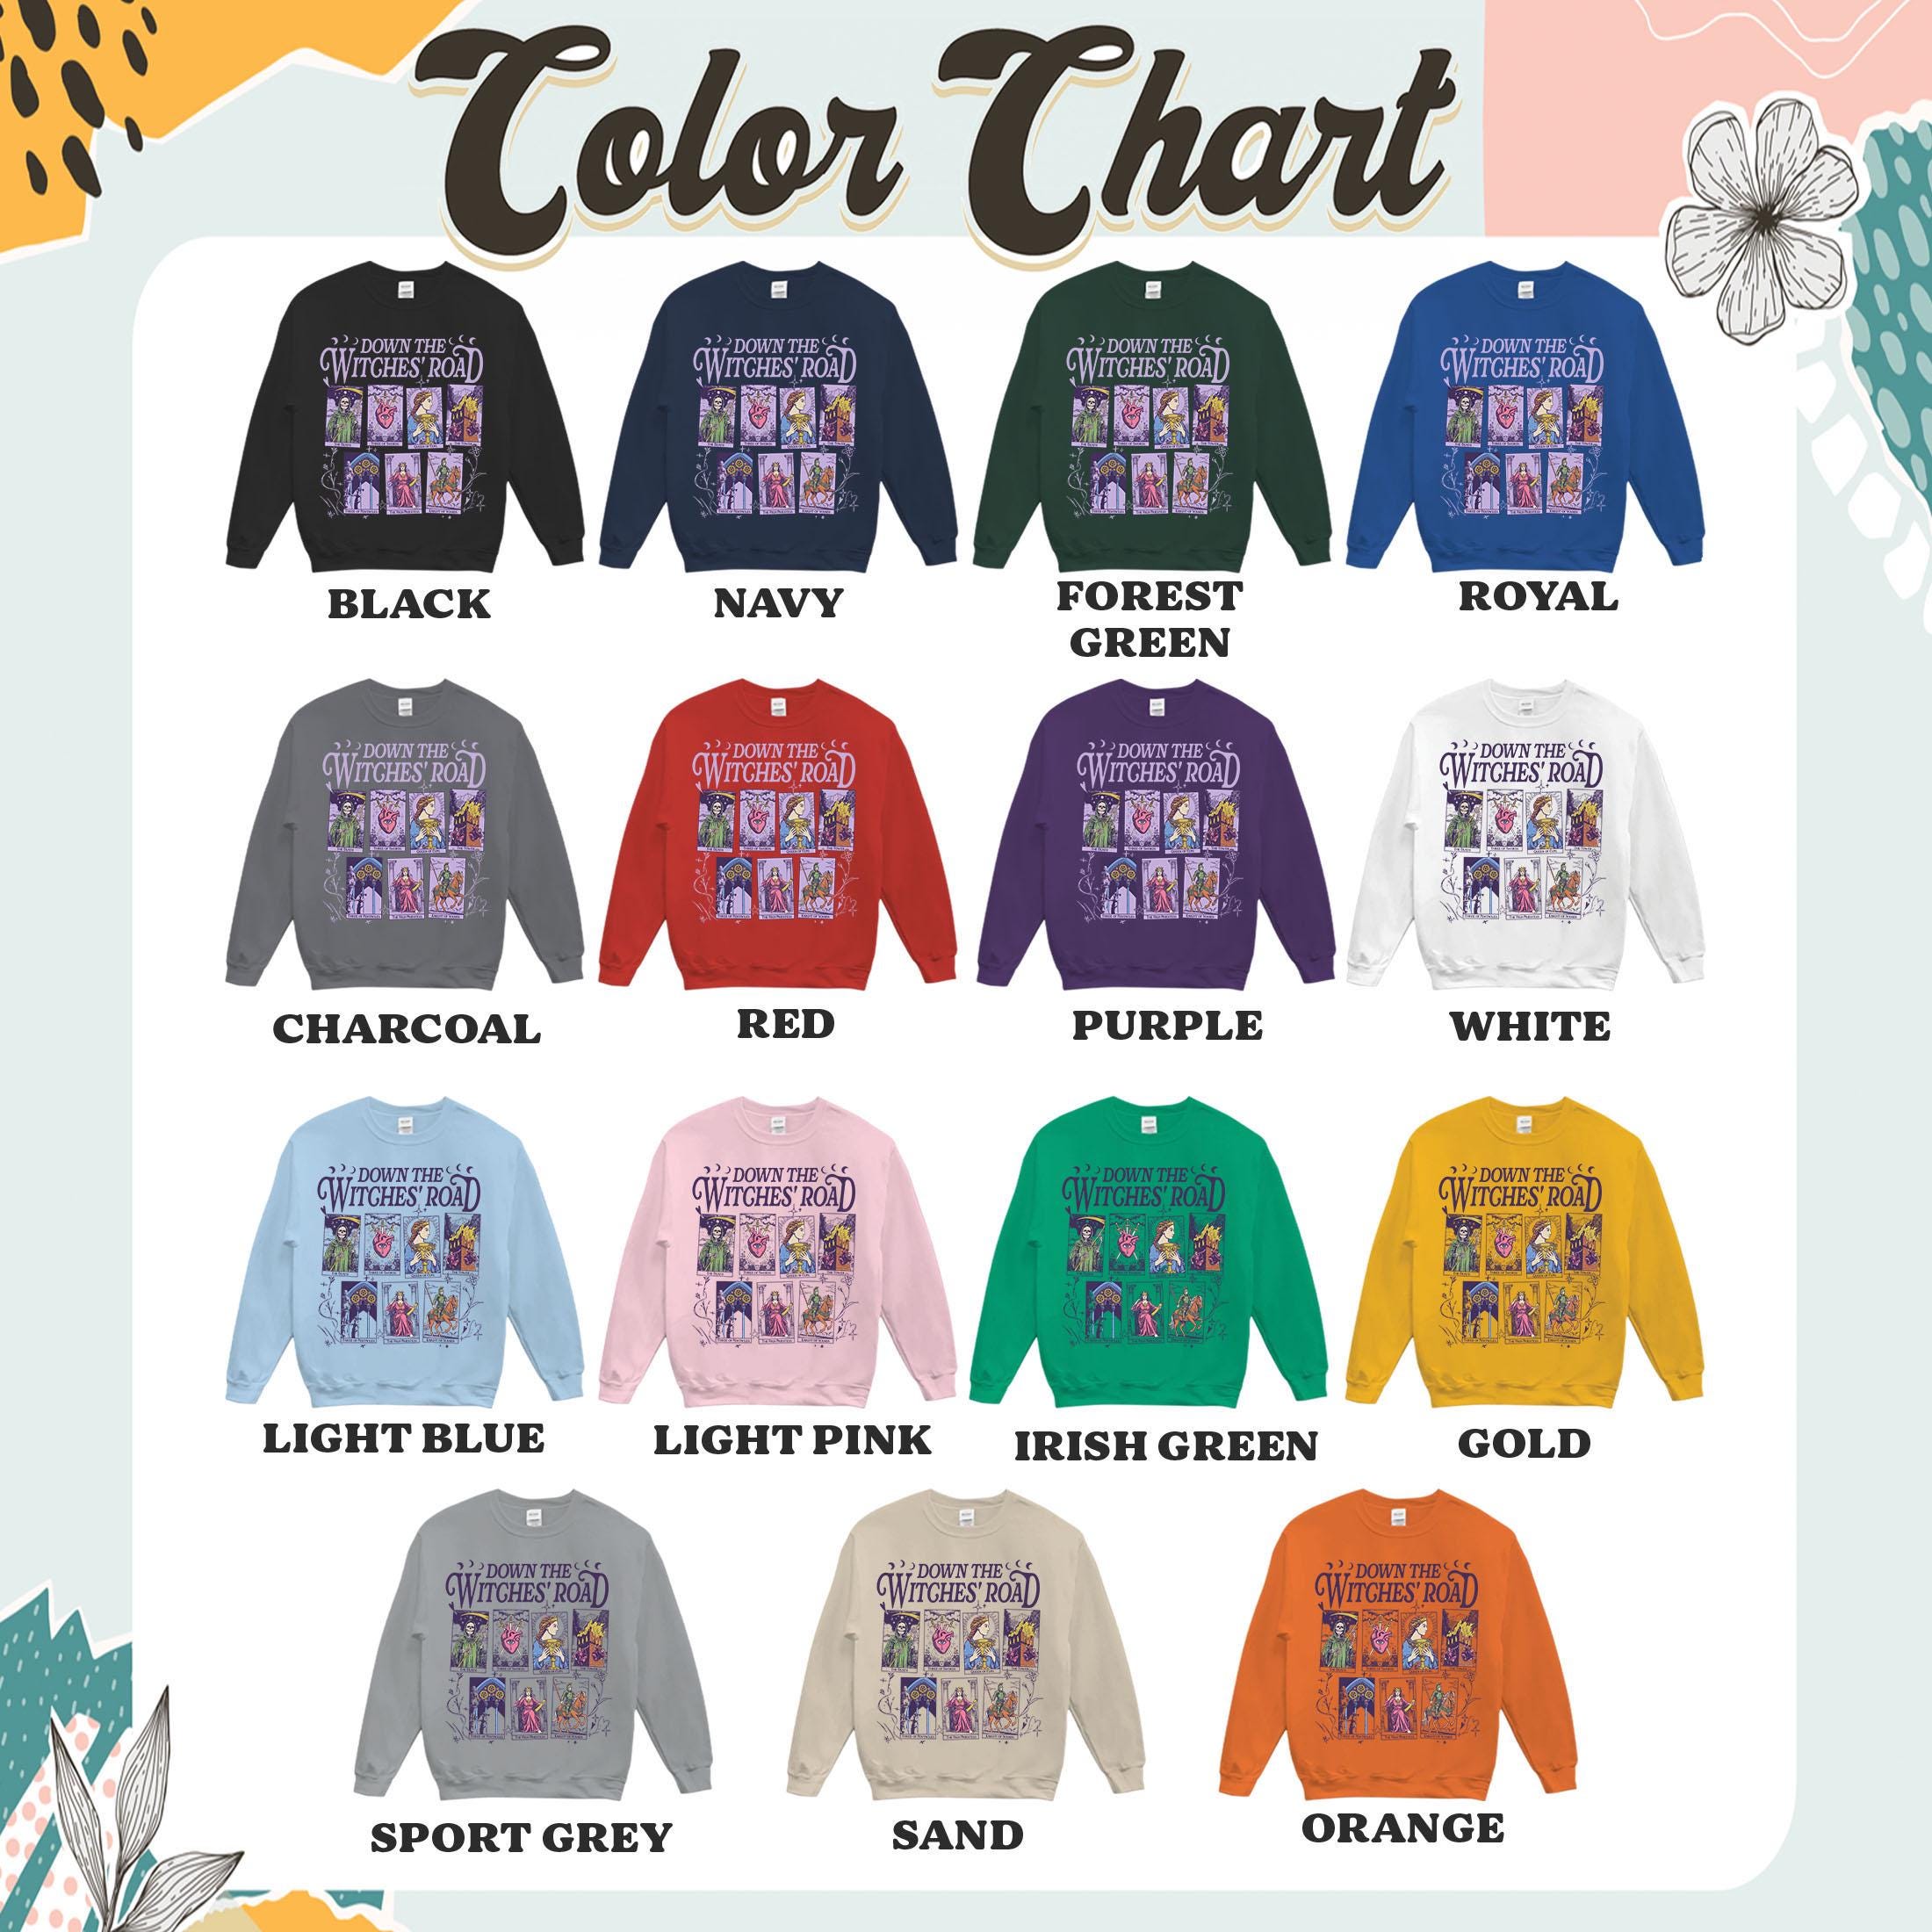 Color Chart
DOWN THE
WITCHES' ROAD
DOWN THE
WITCHES' ROAD
DOWN THE
WITCHES' ROAD
DOWN THE
WITCHES' ROAD
BLACK
NAVY
FOREST
GREEN
ROYAL
DOWN THE
WITCHES' ROAD
DOWN THE
WITCHES' ROAD
DOWN THE
WITCHES' ROAD
DOWN THE
WITCHES' ROAD
CHARCOAL
RED
PURPLE
WHITE
DOWN THE
WITCHES' ROAD
DOWN THE
WITCHES' ROAD
DOWN THE
WITCHES' ROAD
DOWN THE
WITCHES' ROAD
LIGHT BLUE
LIGHT PINK
IRISH GREEN
GOLD
DOWN THE
WITCHES' ROAD
DOWN THE
WITCHES' ROAD
DOWN THE
WITCHES' ROAD
SPORT GREY
SAND
ORANGE